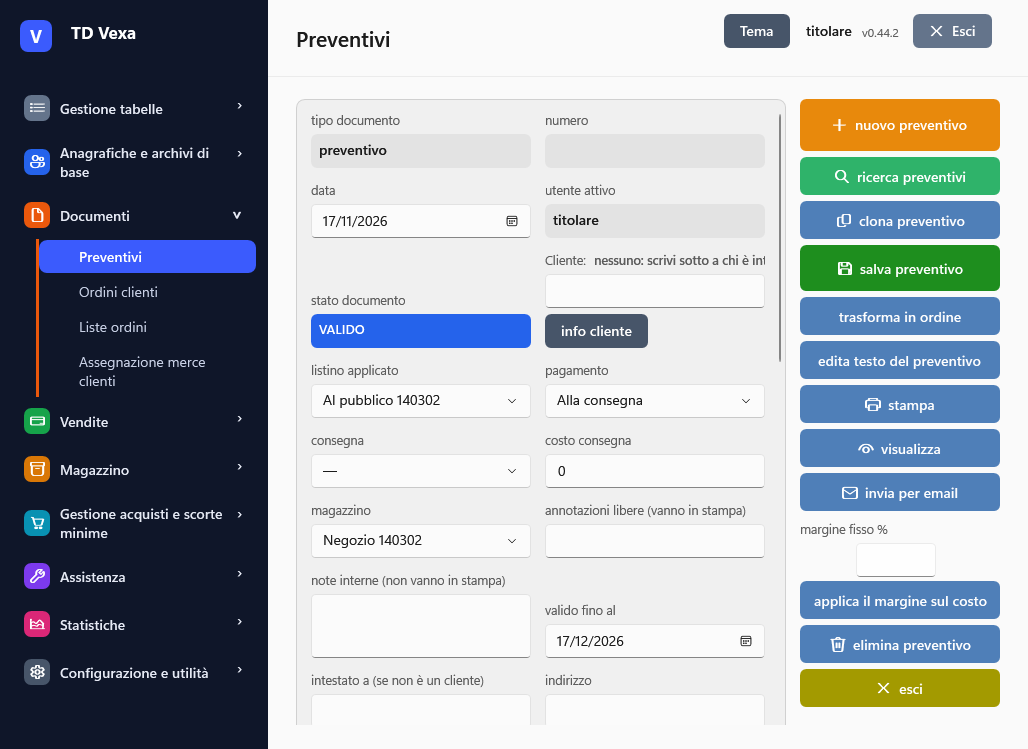 V
TD Vexa
Gestione tabelle
Anagrafiche e archivi di
base
Documenti
Preventivi
Ordini clienti
Liste ordini
Assegnazione merce
clienti
Vendite
Magazzino
Gestione acquisti e scorte
minime
Assistenza
Statistiche
Configurazione e utilità
Preventivi
Tema
titolare
v0.44.2
Esci
tipo documento
preventivo
numero
data
17/11/2026
utente attivo
titolare
Cliente: nessuno: scrivi sotto a chi è
stato documento
VALIDO
info cliente
listino applicato
Al pubblico 140302
pagamento
Alla consegna
consegna
—
costo consegna
0
magazzino
Negozio 140302
annotazioni libere (vanno in stampa)
note interne (non vanno in stampa)
valido fino al
17/12/2026
intestato a (se non è un cliente)
indirizzo
nuovo preventivo
ricerca preventivi
clona preventivo
salva preventivo
trasforma in ordine
edita testo del preventivo
stampa
visualizza
invia per email
margine fisso %
applica il margine sul costo
elimina preventivo
esci